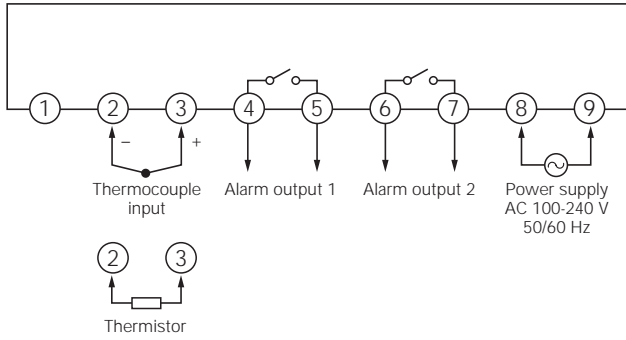 1 2 3 4 5 6 7 8 9
− +
Thermocouple input
Alarm output 1
Alarm output 2
Power supply
AC 100-240 V
50/60 Hz
2 3
Thermistor